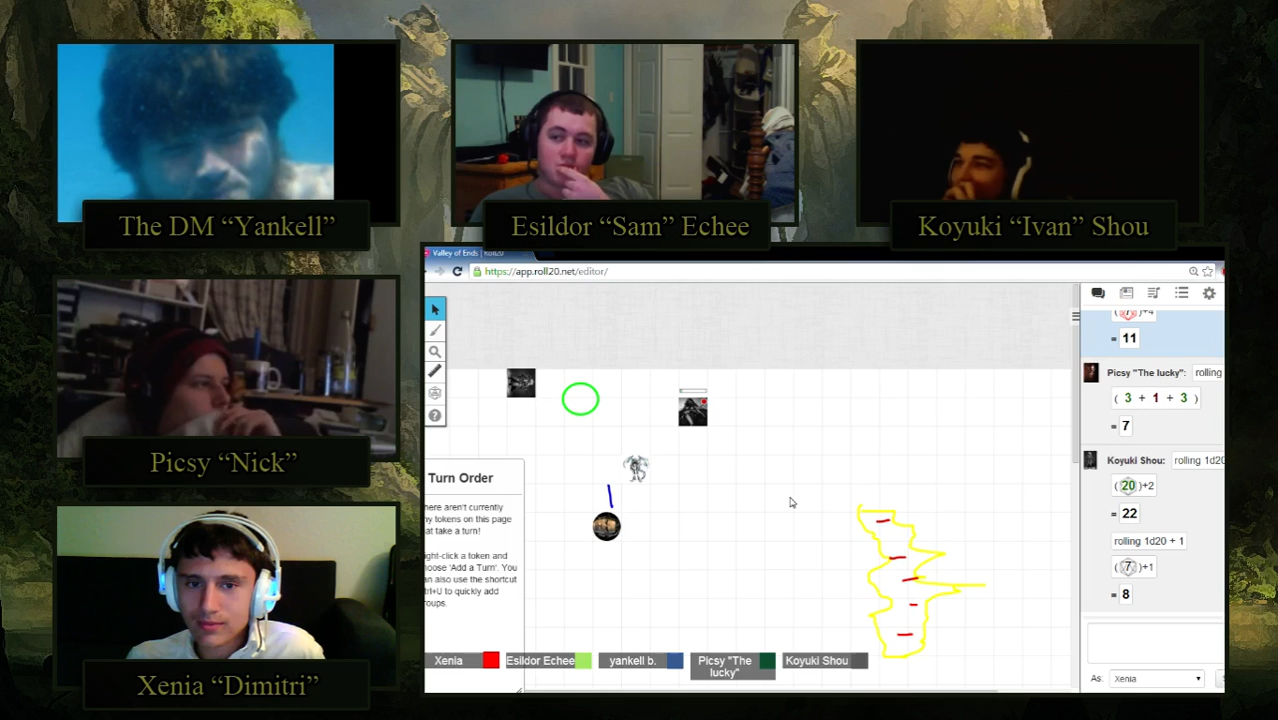 The DM “Yankell”
Esildor “Sam” Echee
Koyuki “Ivan” Shou
Picsy “Nick”
Xenia “Dimitri”
Valley of Ends | Roll20
https://app.roll20.net/editor/
Turn Order
here aren't currently
ny tokens on this page
at take a turn!
ight-click a token and
hoose 'Add a Turn'. You
an also use the shortcut
trl+U to quickly add
roups.
Xenia
Esildor Echee
yankell b.
Picsy "The
lucky"
Koyuki Shou
(7)+4
= 11
Picsy "The lucky": rolling
( 3 + 1 + 3 )
= 7
Koyuki Shou: rolling 1d20
(20)+2
= 22
rolling 1d20 + 1
(7)+1
= 8
As: Xenia